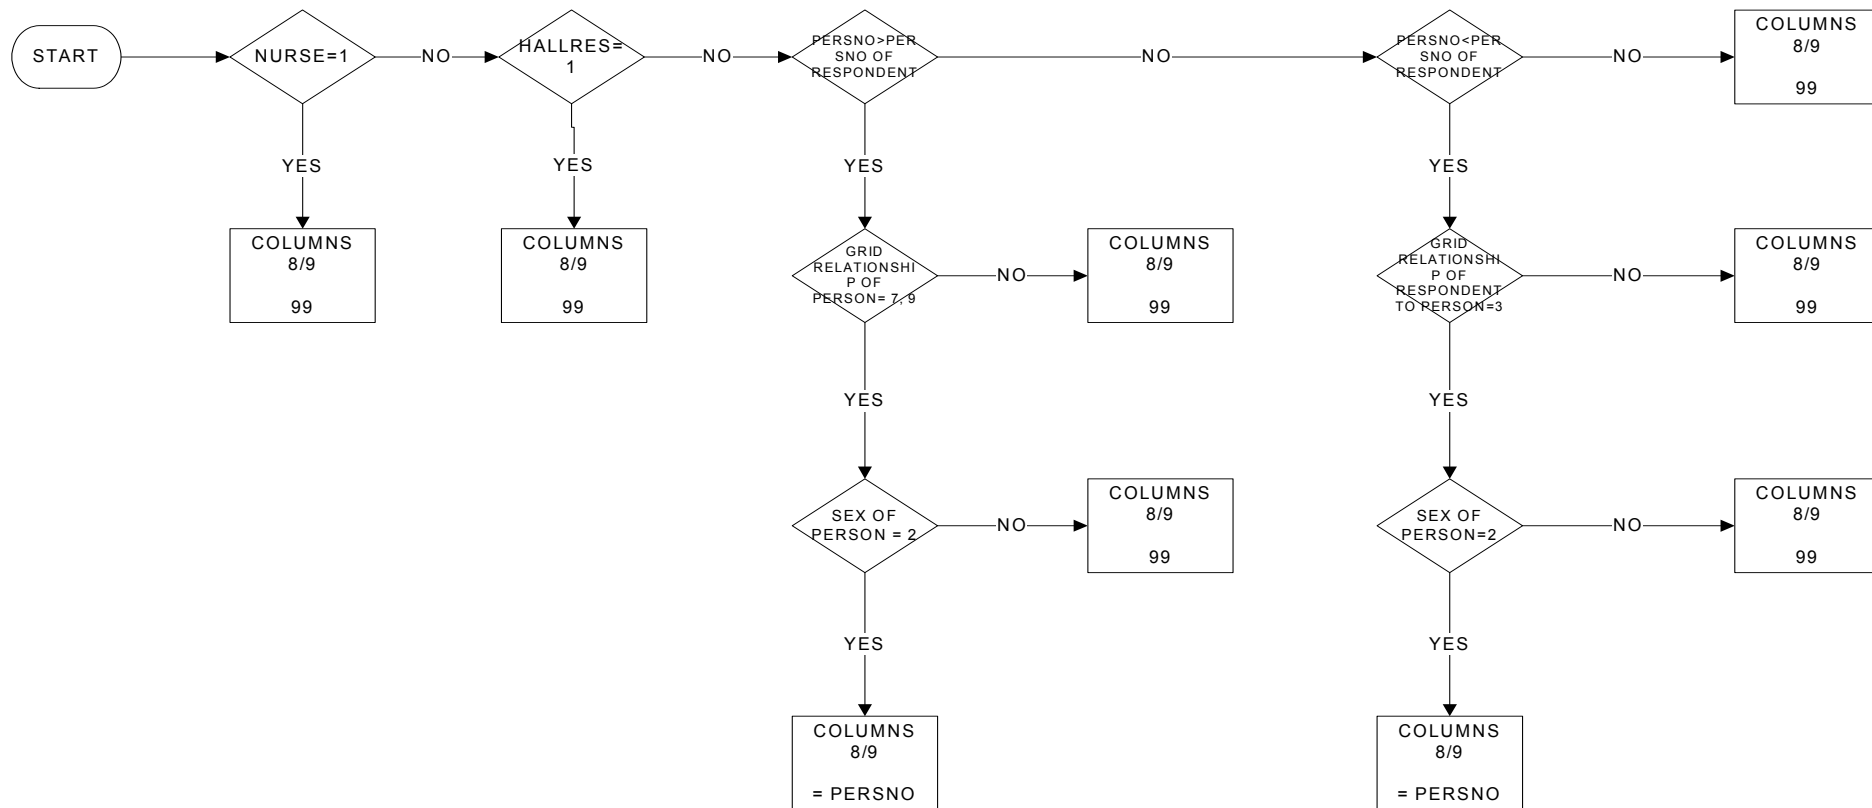 START
NURSE=1
NO
HALLRES=
1
NO
PERSNO>PER
SNO OF
RESPONDENT
NO
PERSNO<PER
SNO OF
RESPONDENT
NO
COLUMNS
8/9
99
YES
YES
YES
YES
COLUMNS
8/9
99
COLUMNS
8/9
99
GRID
RELATIONSHI
P OF
PERSON= 7, 9
NO
COLUMNS
8/9
99
GRID
RELATIONSHI
P OF
RESPONDENT
TO PERSON=3
NO
COLUMNS
8/9
99
YES
YES
SEX OF
PERSON = 2
NO
COLUMNS
8/9
99
SEX OF
PERSON=2
NO
COLUMNS
8/9
99
YES
YES
COLUMNS
8/9
= PERSNO
COLUMNS
8/9
= PERSNO